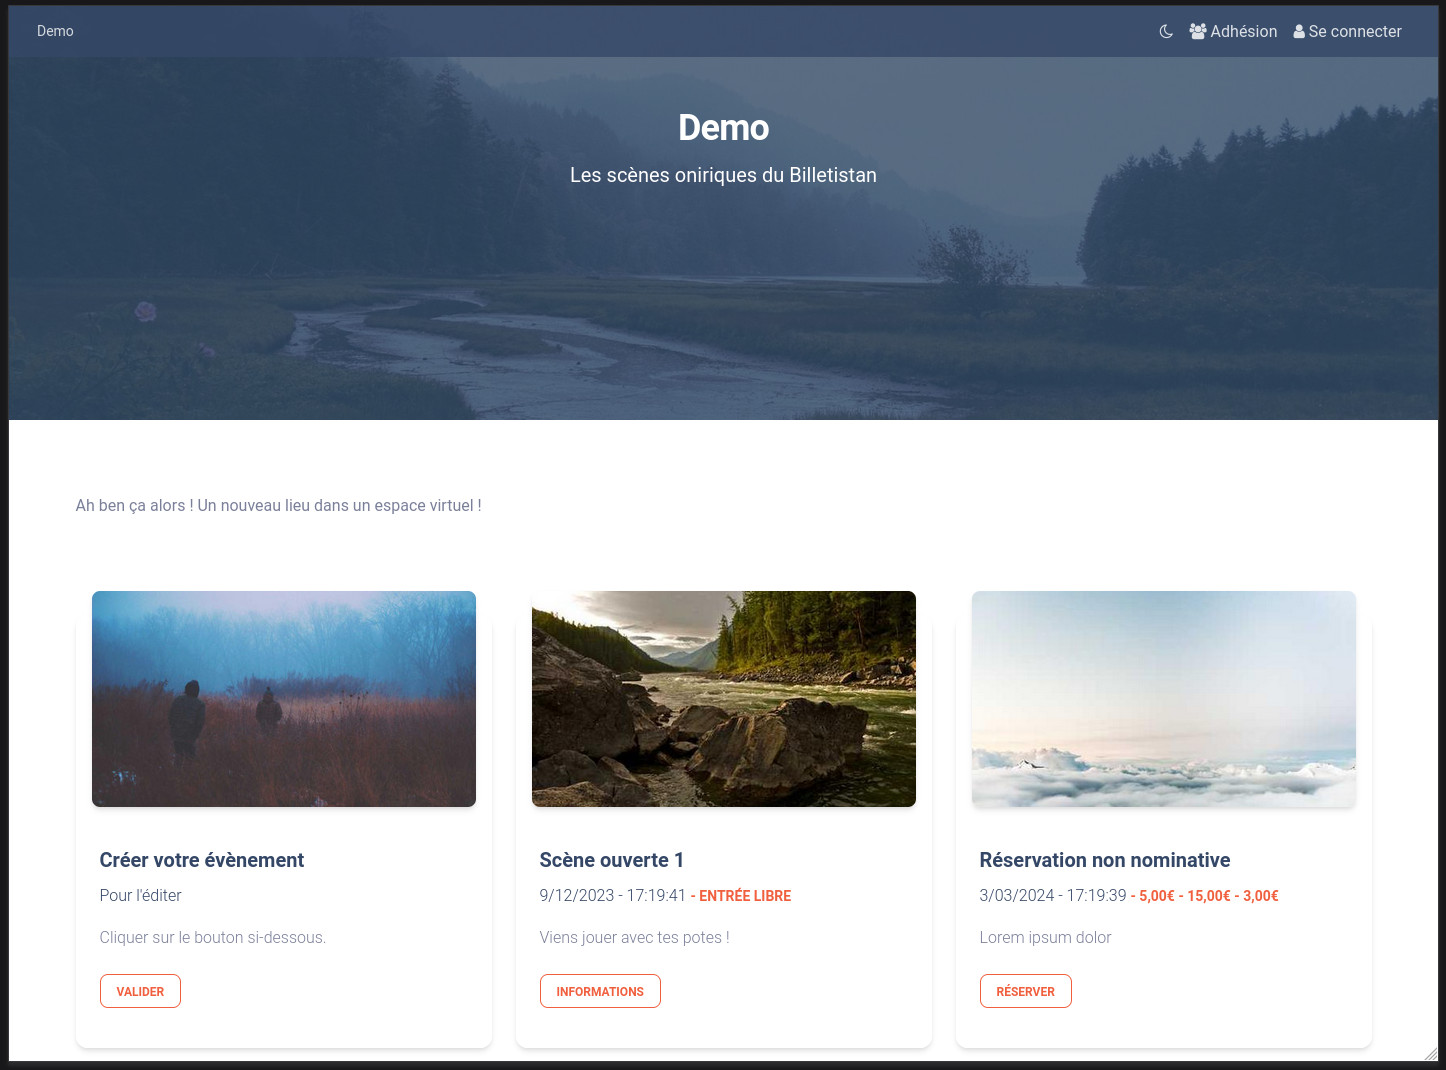 Demo
Adhésion
Se connecter
Demo
Les scènes oniriques du Billetistan
Ah ben ça alors ! Un nouveau lieu dans un espace virtuel !
Créer votre évènement
Pour l'éditer
Cliquer sur le bouton si-dessous.
VALIDER
Scène ouverte 1
9/12/2023 - 17:19:41 - ENTRÉE LIBRE
Viens jouer avec tes potes !
INFORMATIONS
Réservation non nominative
3/03/2024 - 17:19:39 - 5,00€ - 15,00€ - 3,00€
Lorem ipsum dolor
RÉSERVER